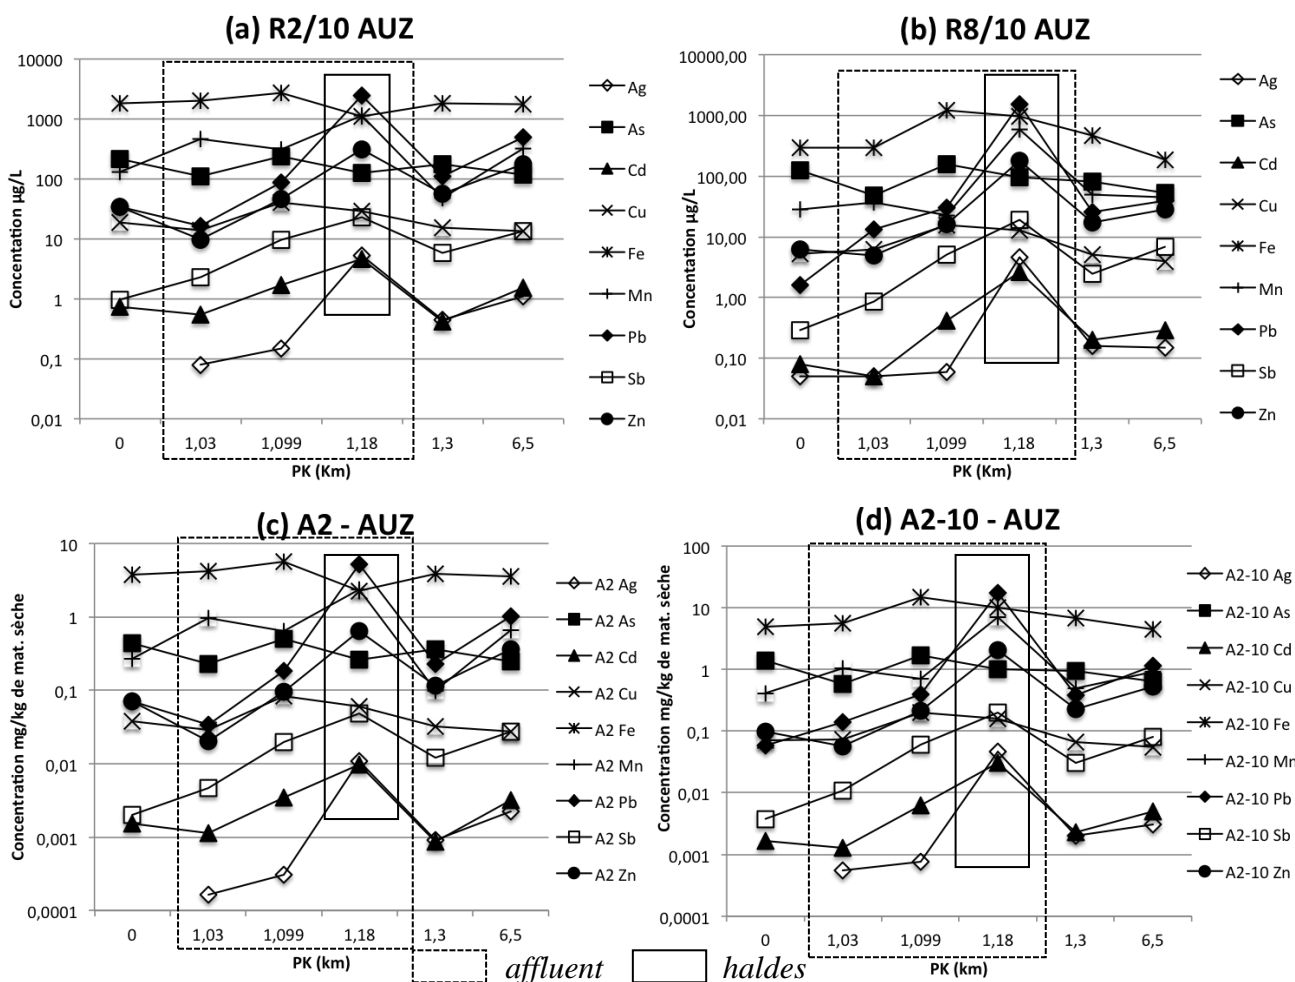 (a) R2/10 AUZ
Concentration µg/L
10000
1000
100
10
1
0,1
0,01
0 1,03 1,099 1,18 1,3 6,5
PK (Km)
Ag
As
Cd
Cu
Fe
Mn
Pb
Sb
Zn
(b) R8/10 AUZ
Concentation µg/L
10000,00
1000,00
100,00
10,00
1,00
0,10
0,01
0 1,03 1,099 1,18 1,3 6,5
PK (Km)
Ag
As
Cd
Cu
Fe
Mn
Pb
Sb
Zn
(c) A2 - AUZ
Concentration mg/kg de mat. sèche
10
1
0,1
0,01
0,001
0,0001
0 1,03 1,099 1,18 1,3 6,5
PK (km)
A2 Ag
A2 As
A2 Cd
A2 Cu
A2 Fe
A2 Mn
A2 Pb
A2 Sb
A2 Zn
(d) A2-10 - AUZ
Concentration mg/kg de mat. sèche
100
10
1
0,1
0,01
0,001
0,0001
0 1,03 1,099 1,18 1,3 6,5
PK (km)
A2-10 Ag
A2-10 As
A2-10 Cd
A2-10 Cu
A2-10 Fe
A2-10 Mn
A2-10 Pb
A2-10 Sb
A2-10 Zn
affluent haldes